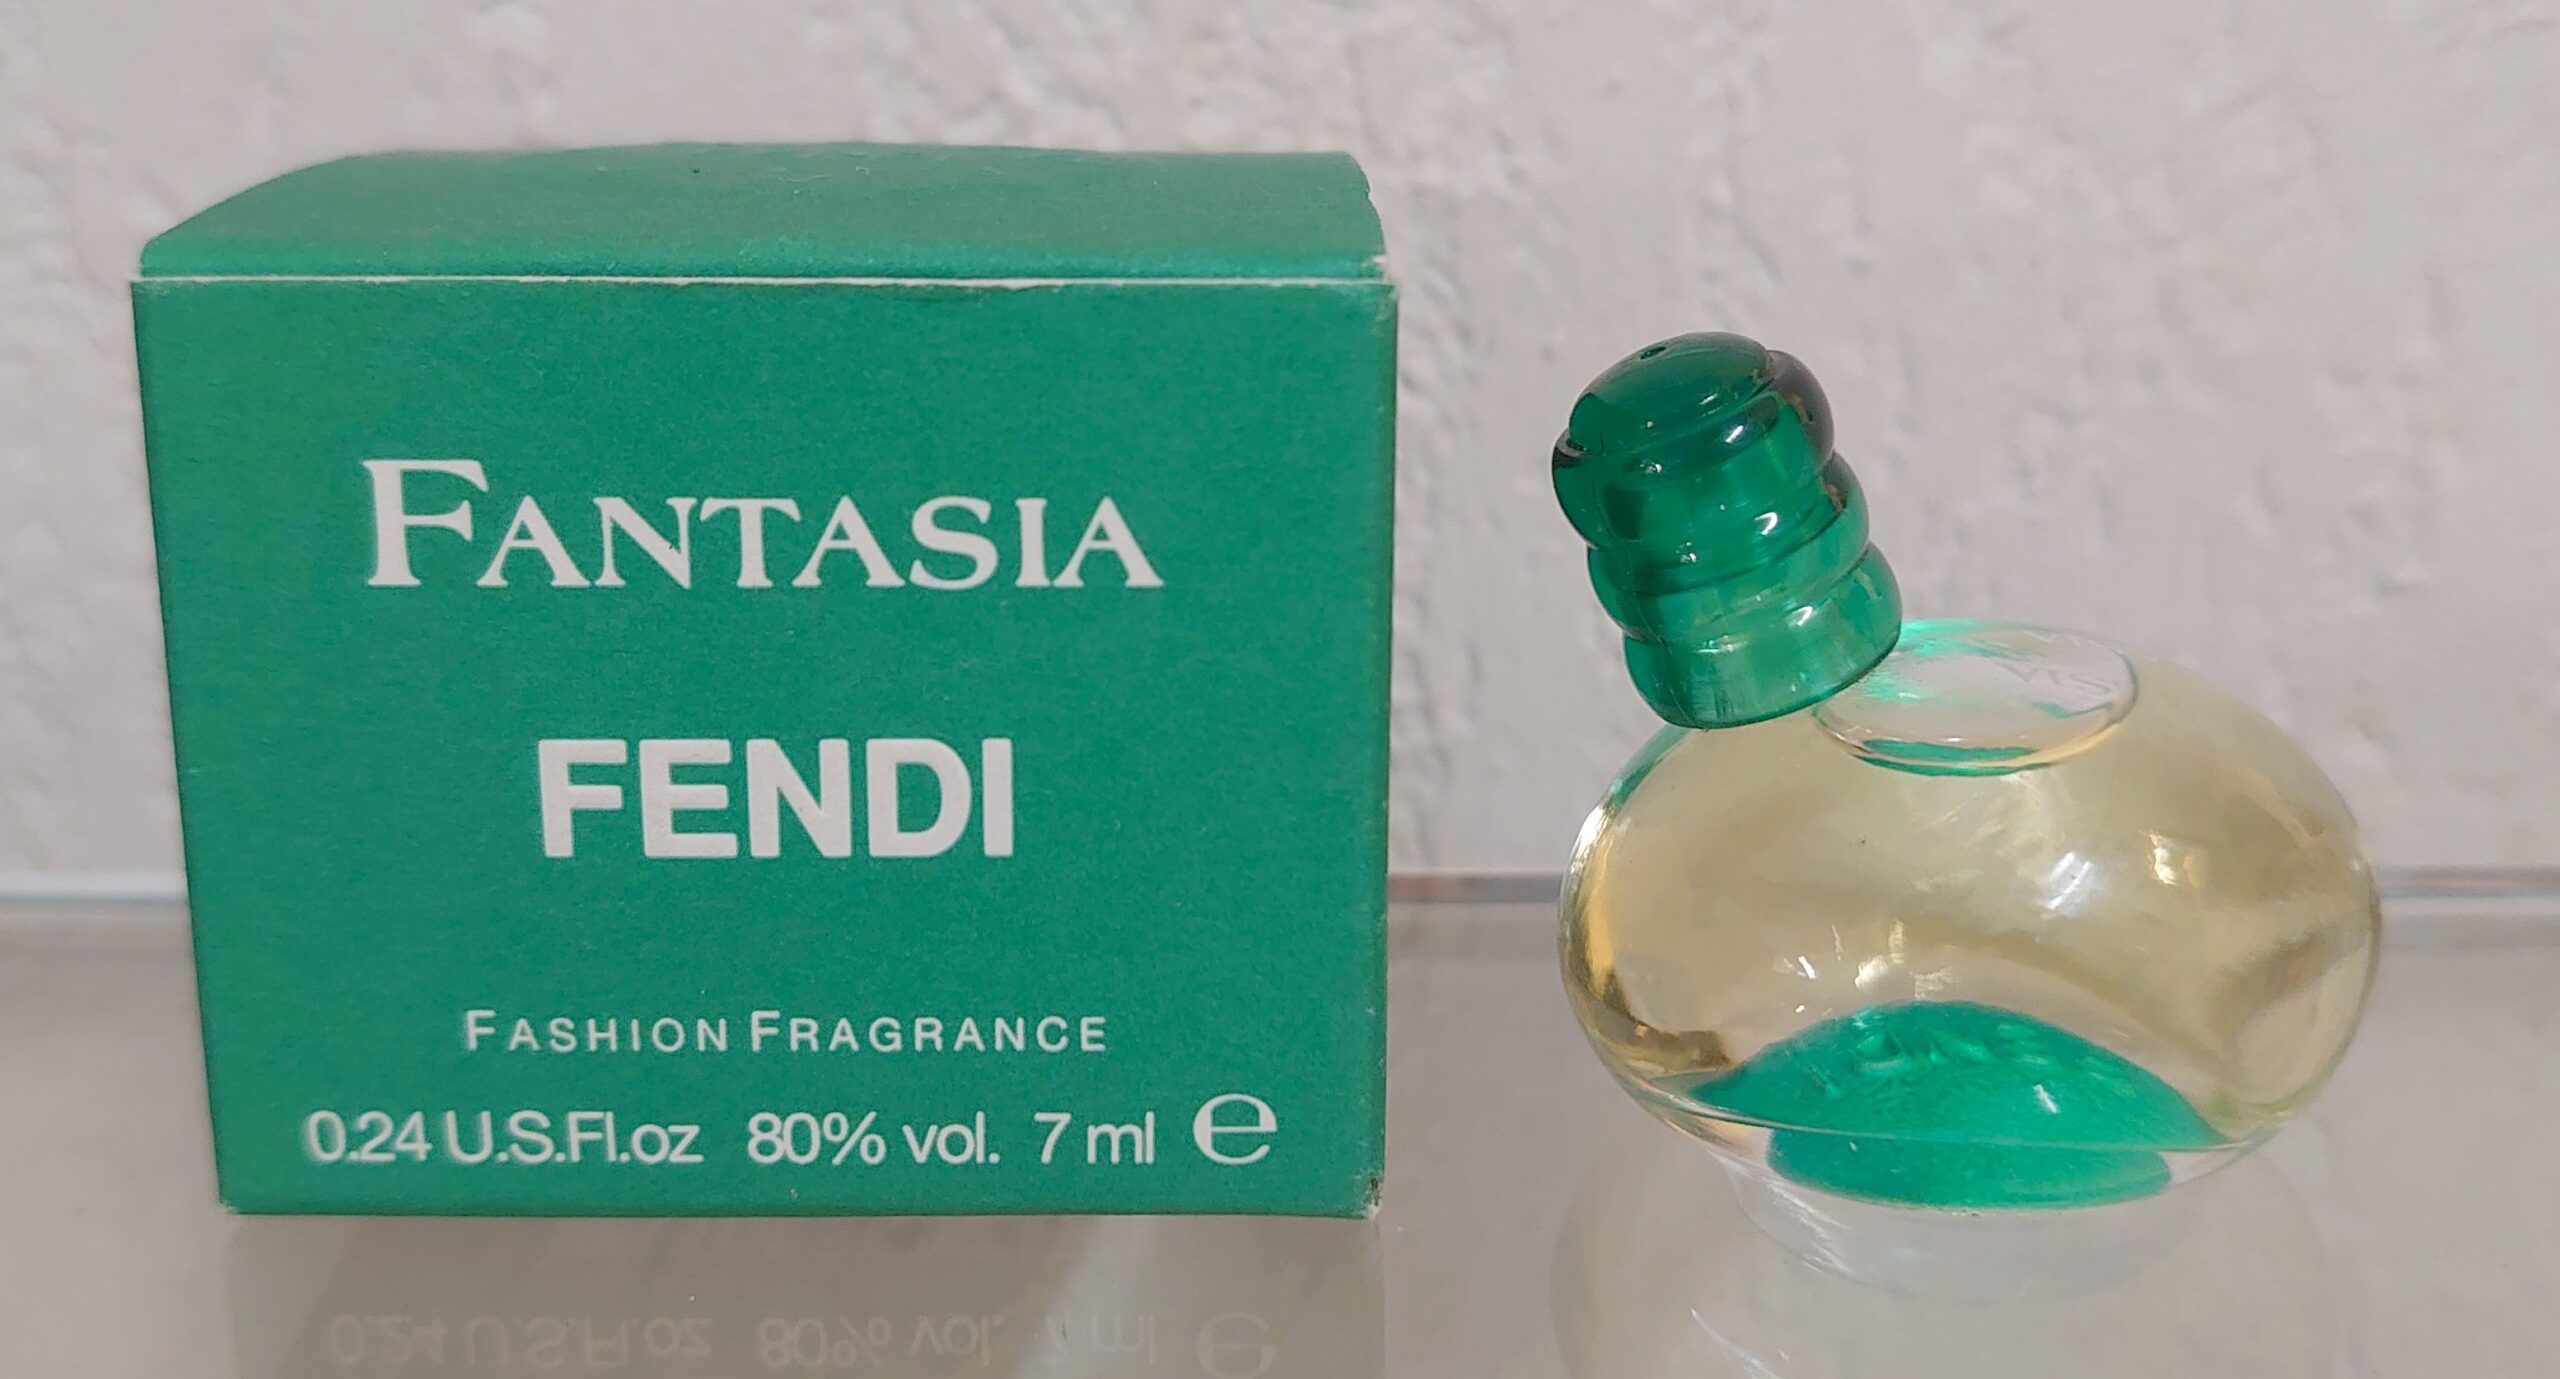 FANTASIA
FENDI
FASHION FRAGRANCE
0.24 U.S.Fl.oz 80% vol. 7 ml ℮